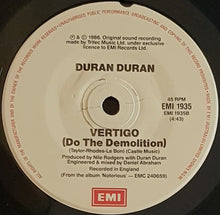 ℗ © 1986, Original sound recording
made by Tritec Music Ltd. under exclusive
licence to EMI Records Ltd.
DURAN DURAN
45 RPM
EMI 1935
EMI 1935B
(4:43)
VERTIGO
(Do The Demolition)
(Taylor-Rhodes-Le Bon) (Castle Music)
Produced by Nile Rodgers with Duran Duran
Engineered & mixed by Daniel Abraham
Recorded in England
(From the album 'Notorious' - EMC 240659)
EMI